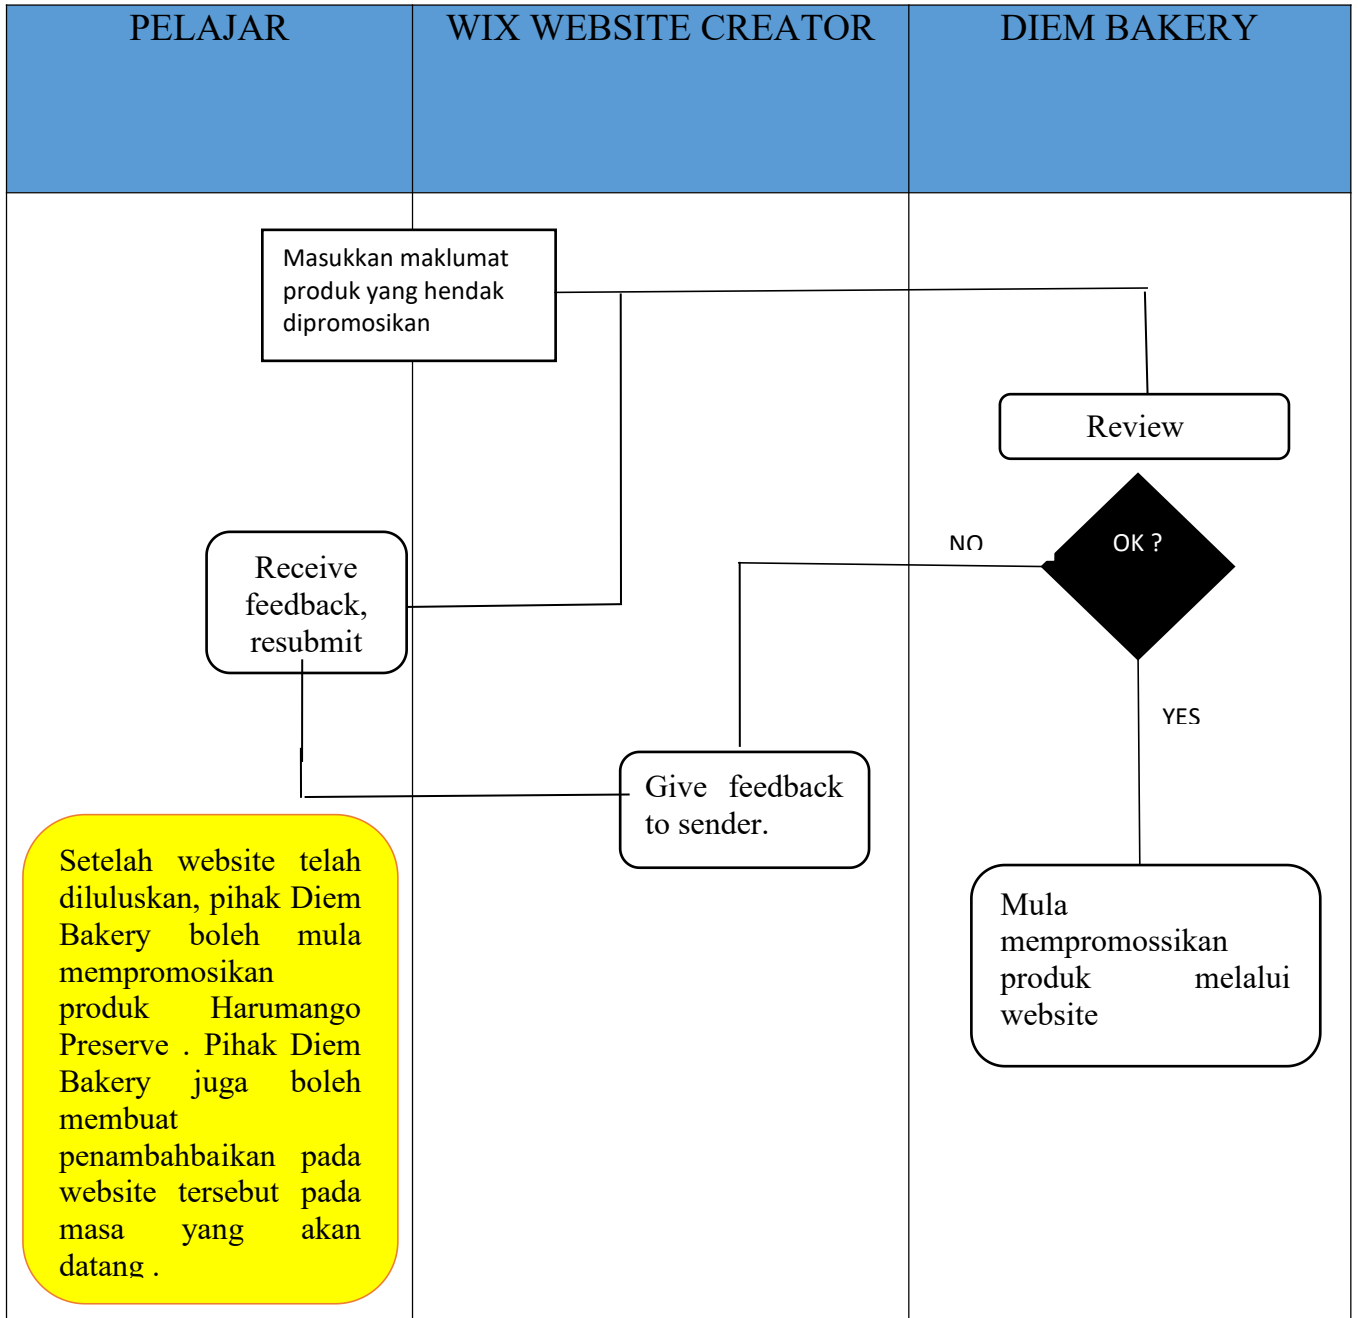 PELAJAR
WIX WEBSITE CREATOR
DIEM BAKERY
Masukkan maklumat
produk yang hendak
dipromosikan
Review
OK ?
NO
YES
Receive
feedback,
resubmit
Give feedback
to sender.
Mula
mempromossikan
produk melalui
website
Setelah website telah
diluluskan, pihak Diem
Bakery boleh mula
mempromosikan
produk Harumango
Preserve . Pihak Diem
Bakery juga boleh
membuat
penambahbaikan pada
website tersebut pada
masa yang akan
datang .